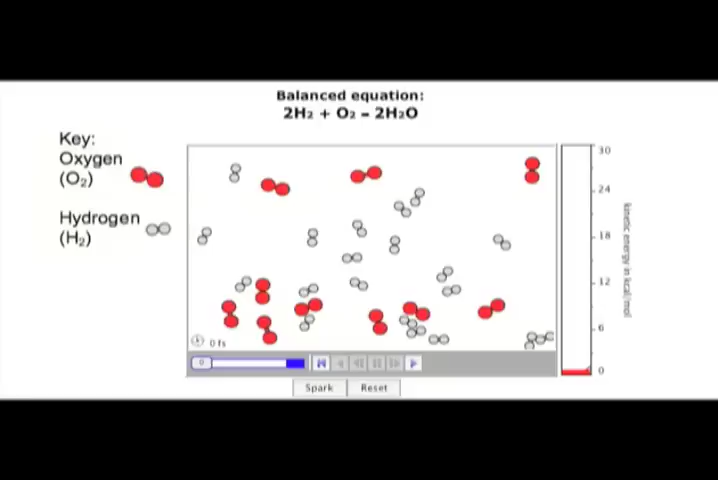 Balanced equation:
2H₂ + O₂ – 2H₂O
Key:
Oxygen
(O₂)
Hydrogen
(H₂)
30
24
18
12
6
0
kinetic energy in kcal/mol
0 fs
0
Spark
Reset